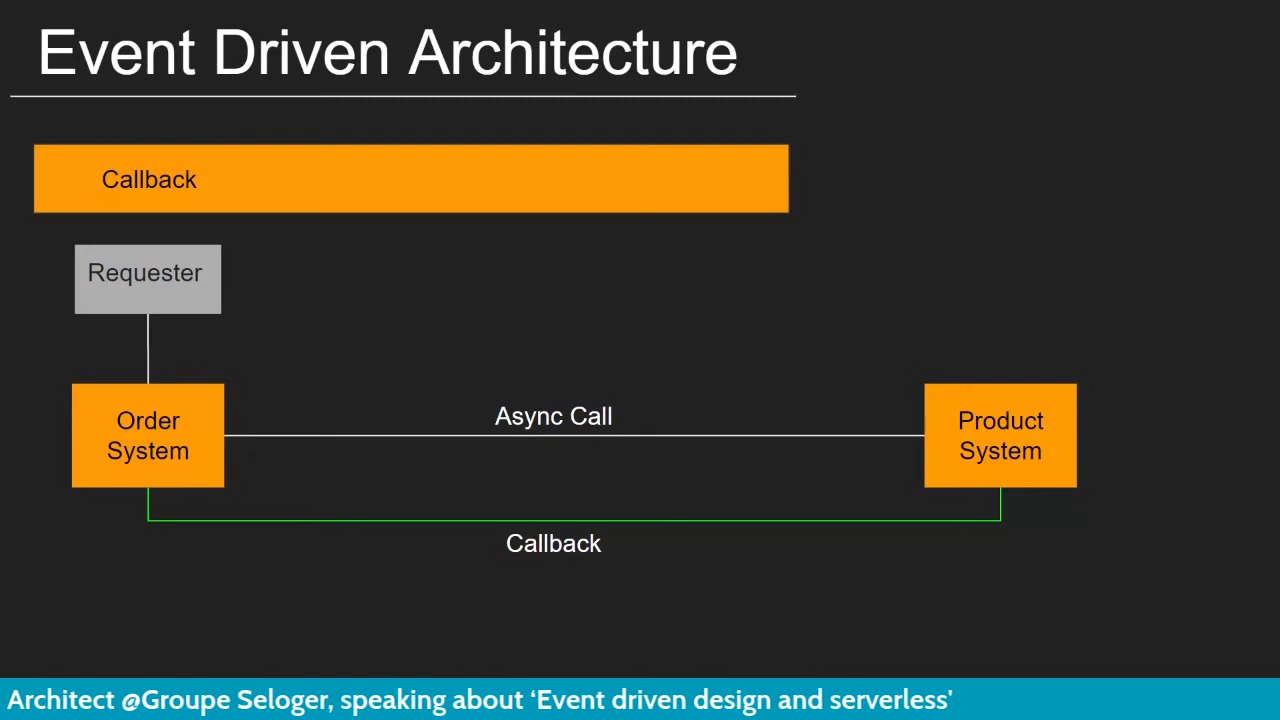 Event Driven Architecture
Callback
Requester
Order
System
Async Call
Product
System
Callback
Architect @Groupe Seloger, speaking about ‘Event driven design and serverless'